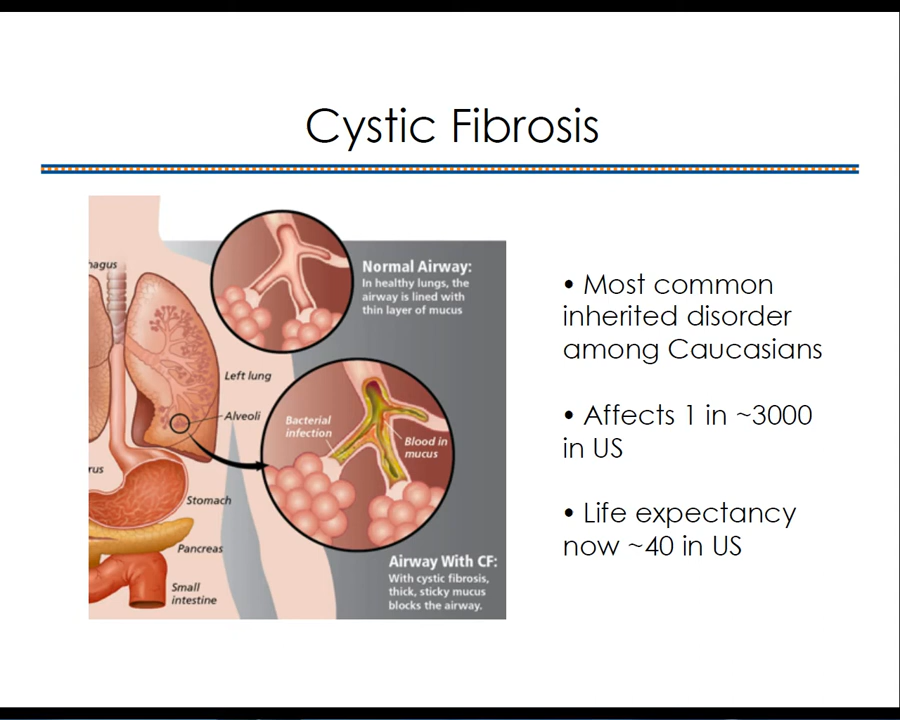 Cystic Fibrosis
hagus
Normal Airway:
In healthy lungs, the
airway is lined with
thin layer of mucus
Left lung
Alveoli
Bacterial
infection
Blood in
mucus
rus
Stomach
Pancreas
Small
intestine
Airway With CF:
With cystic fibrosis,
thick, sticky mucus
blocks the airway.
• Most common
inherited disorder
among Caucasians
• Affects 1 in ~3000
in US
• Life expectancy
now ~40 in US